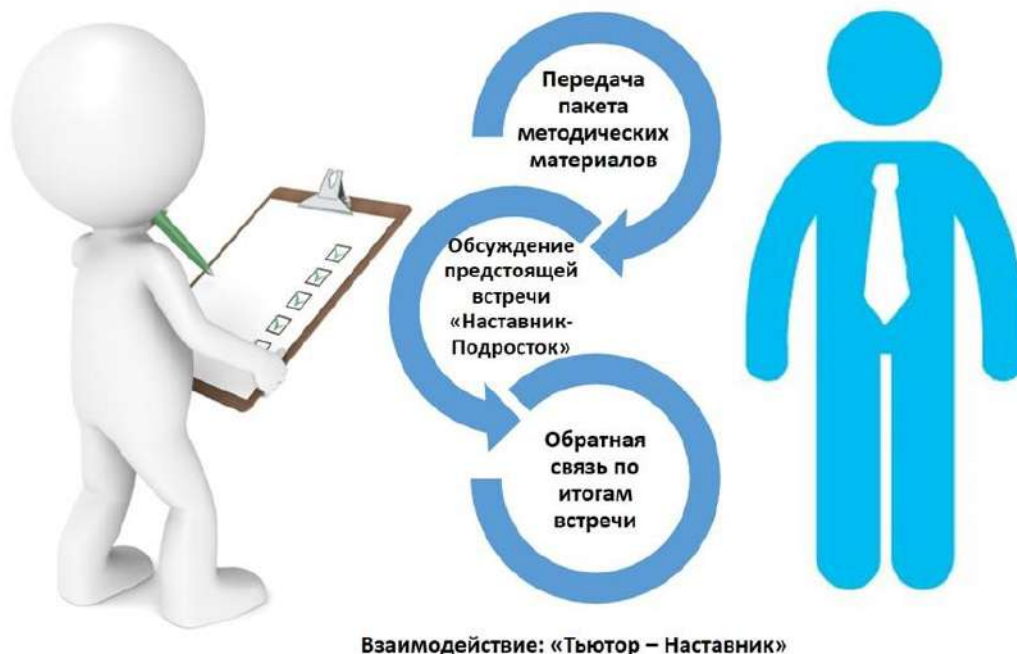 Передача
пакета
методических
материалов
Обсуждение
предстоящей
встречи
«Наставник-
Подросток»
Обратная
связь по
итогам
встречи
Взаимодействие: «Тьютор – Наставник»